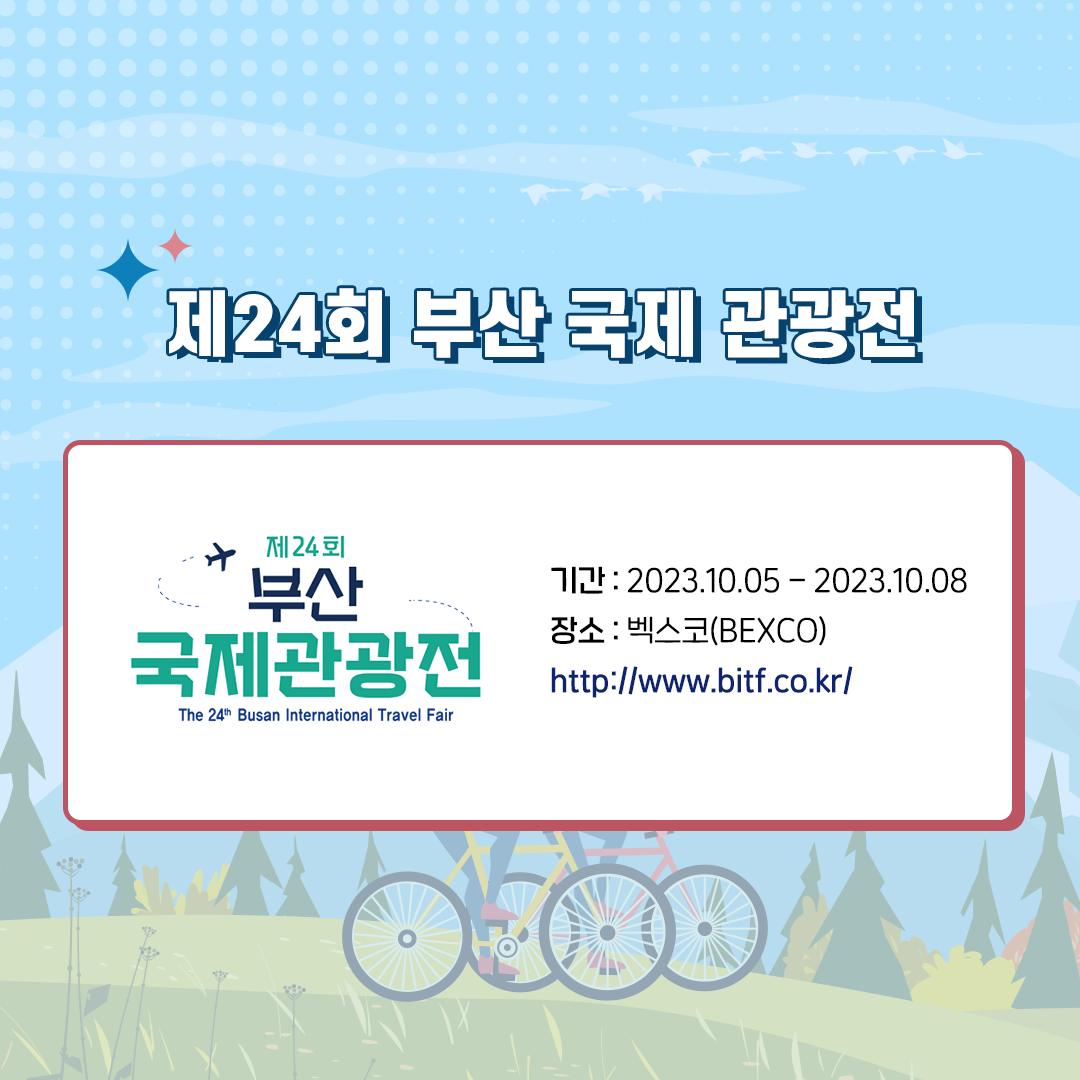 제24회 부산 국제 관광전
제24회
부산
국제관광전
The 24th Busan International Travel Fair
기간 : 2023.10.05 – 2023.10.08
장소 : 벡스코(BEXCO)
http://www.bitf.co.kr/